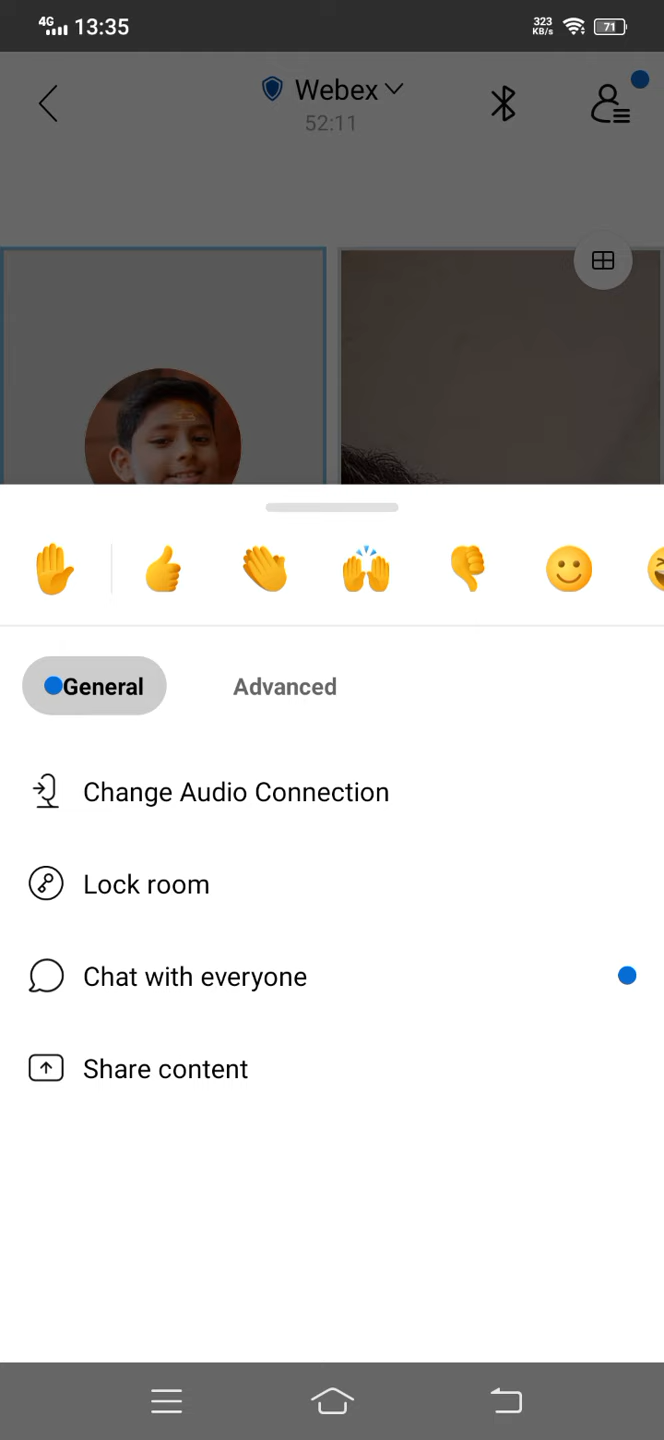 4G 13:35 323 KB/s 71
Webex
52:11
General Advanced
Change Audio Connection
Lock room
Chat with everyone
Share content